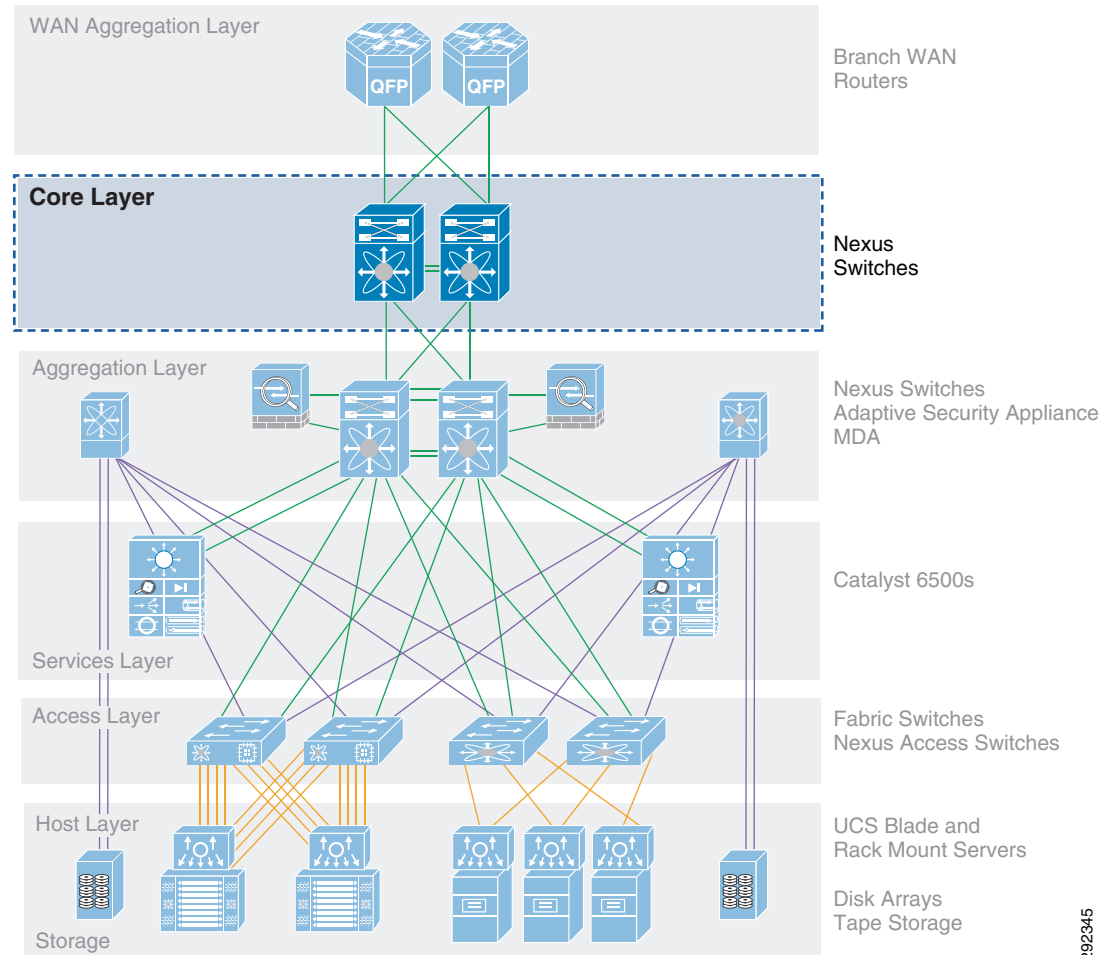 WAN Aggregation Layer
QFP
QFP
Branch WAN
Routers
Core Layer
Nexus
Switches
Aggregation Layer
Nexus Switches
Adaptive Security Appliance
MDA
Catalyst 6500s
Services Layer
Access Layer
Fabric Switches
Nexus Access Switches
Host Layer
UCS Blade and
Rack Mount Servers
Disk Arrays
Tape Storage
Storage
292345